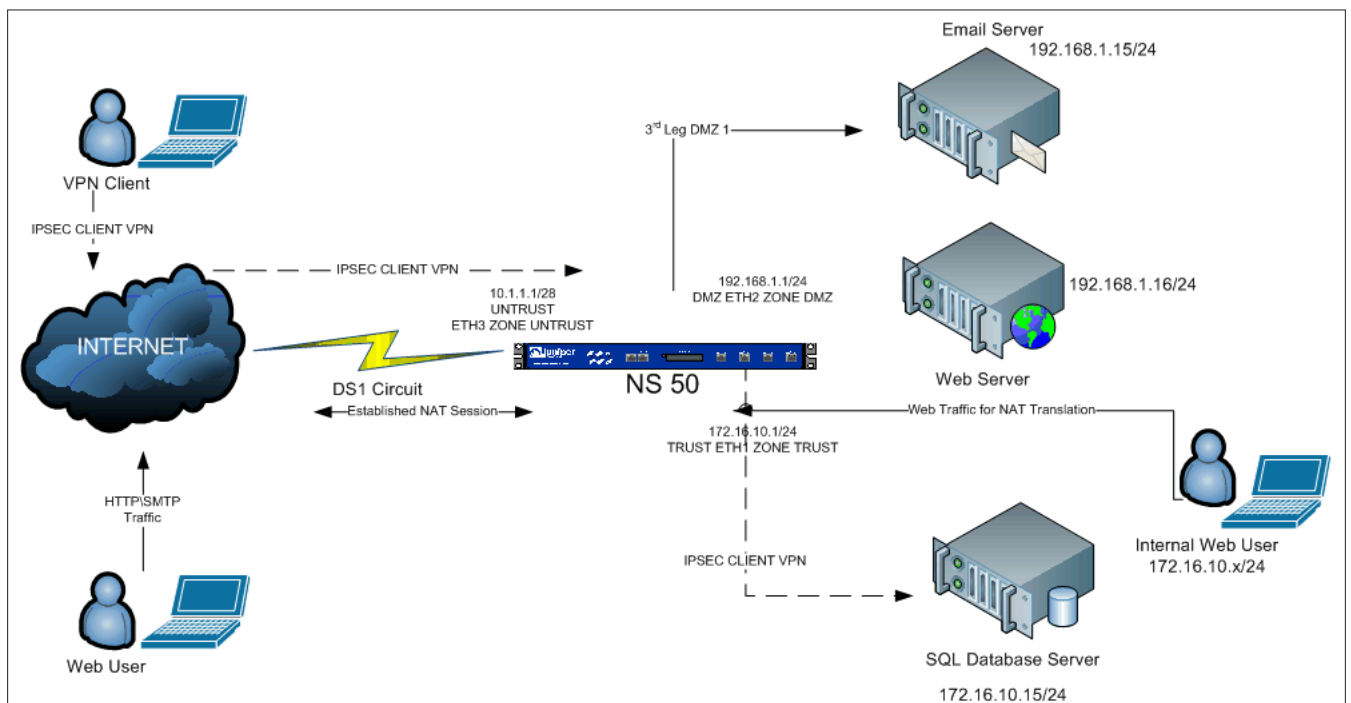 Email Server
192.168.1.15/24
3rd Leg DMZ 1
VPN Client
IPSEC CLIENT VPN
IPSEC CLIENT VPN
192.168.1.1/24
DMZ ETH2 ZONE DMZ
192.168.1.16/24
10.1.1.1/28
UNTRUST
ETH3 ZONE UNTRUST
INTERNET
Juniper
NS 50
Web Server
DS1 Circuit
Established NAT Session
Web Traffic for NAT Translation
172.16.10.1/24
TRUST ETH1 ZONE TRUST
HTTP\SMTP
Traffic
IPSEC CLIENT VPN
Internal Web User
172.16.10.x/24
Web User
SQL Database Server
172.16.10.15/24